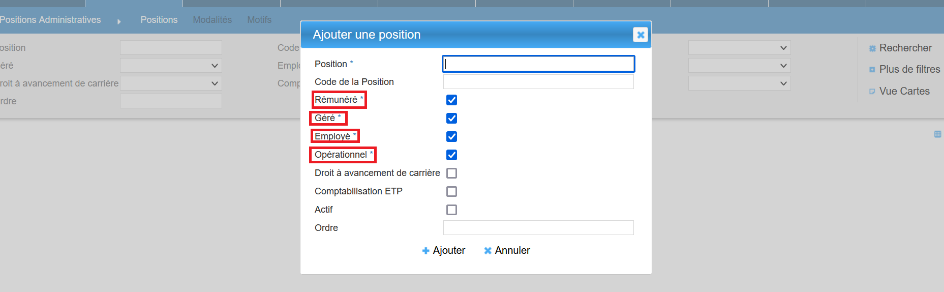 Positions Administratives Positions Modalités Motifs
Ajouter une position
osition Code Rechercher
éré Emplo Plus de filtres
roit à avancement de carrière Comp Vue Cartes
rdre
Position *
Code de la Position
Rémunéré *
Géré *
Employé *
Opérationnel *
Droit à avancement de carrière
Comptabilisation ETP
Actif
Ordre
Ajouter Annuler